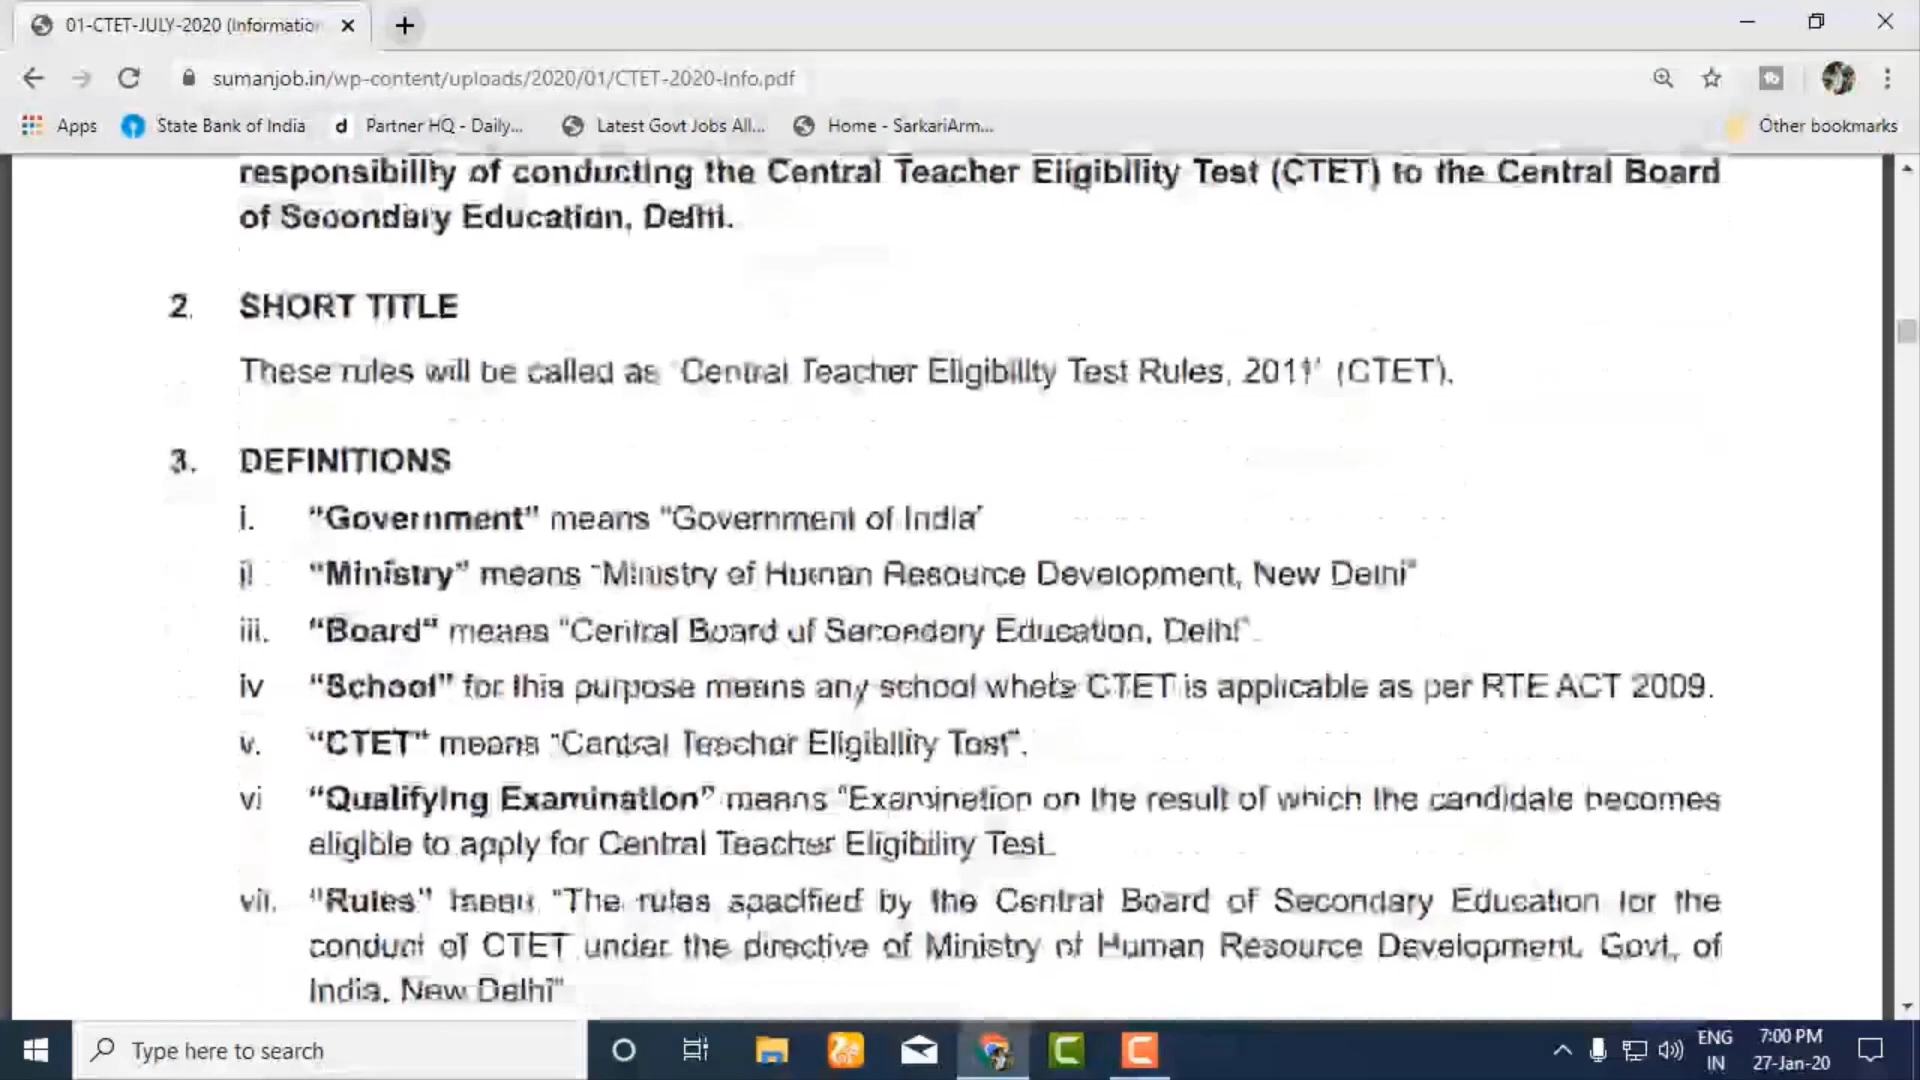 01-CTET-JULY-2020 (Informatio
sumanjob.in/wp-content/uploads/2020/01/CTET-2020-Info.pdf
Apps
State Bank of India
Partner HQ - Daily...
Latest Govt Jobs All...
Home - SarkariArm...
Other bookmarks
responsibility of conducting the Central Teacher Eligibility Test (CTET) to the Central Board
of Secondary Education, Delhi.
2. SHORT TITLE
These rules will be called as 'Central Teacher Eligibility Test Rules, 2011' (CTET).
3. DEFINITIONS
i. "Government" means "Government of India"
ii "Ministry" means "Ministry of Human Resource Development, New Delhi"
iii. "Board" means "Central Board of Secondary Education, Delhi".
iv "School" for this purpose means any school where CTET is applicable as per RTE ACT 2009.
v. "CTET" means "Central Teacher Eligibility Test".
vi "Qualifying Examination" means "Examination on the result of which the candidate becomes
eligible to apply for Central Teacher Eligibility Test.
vii. "Rules" mean "The rules specified by the Central Board of Secondary Education for the
conduct of CTET under the directive of Ministry of Human Resource Development, Govt. of
India, New Delhi"
Type here to search
ENG
IN
7:00 PM
27-Jan-20